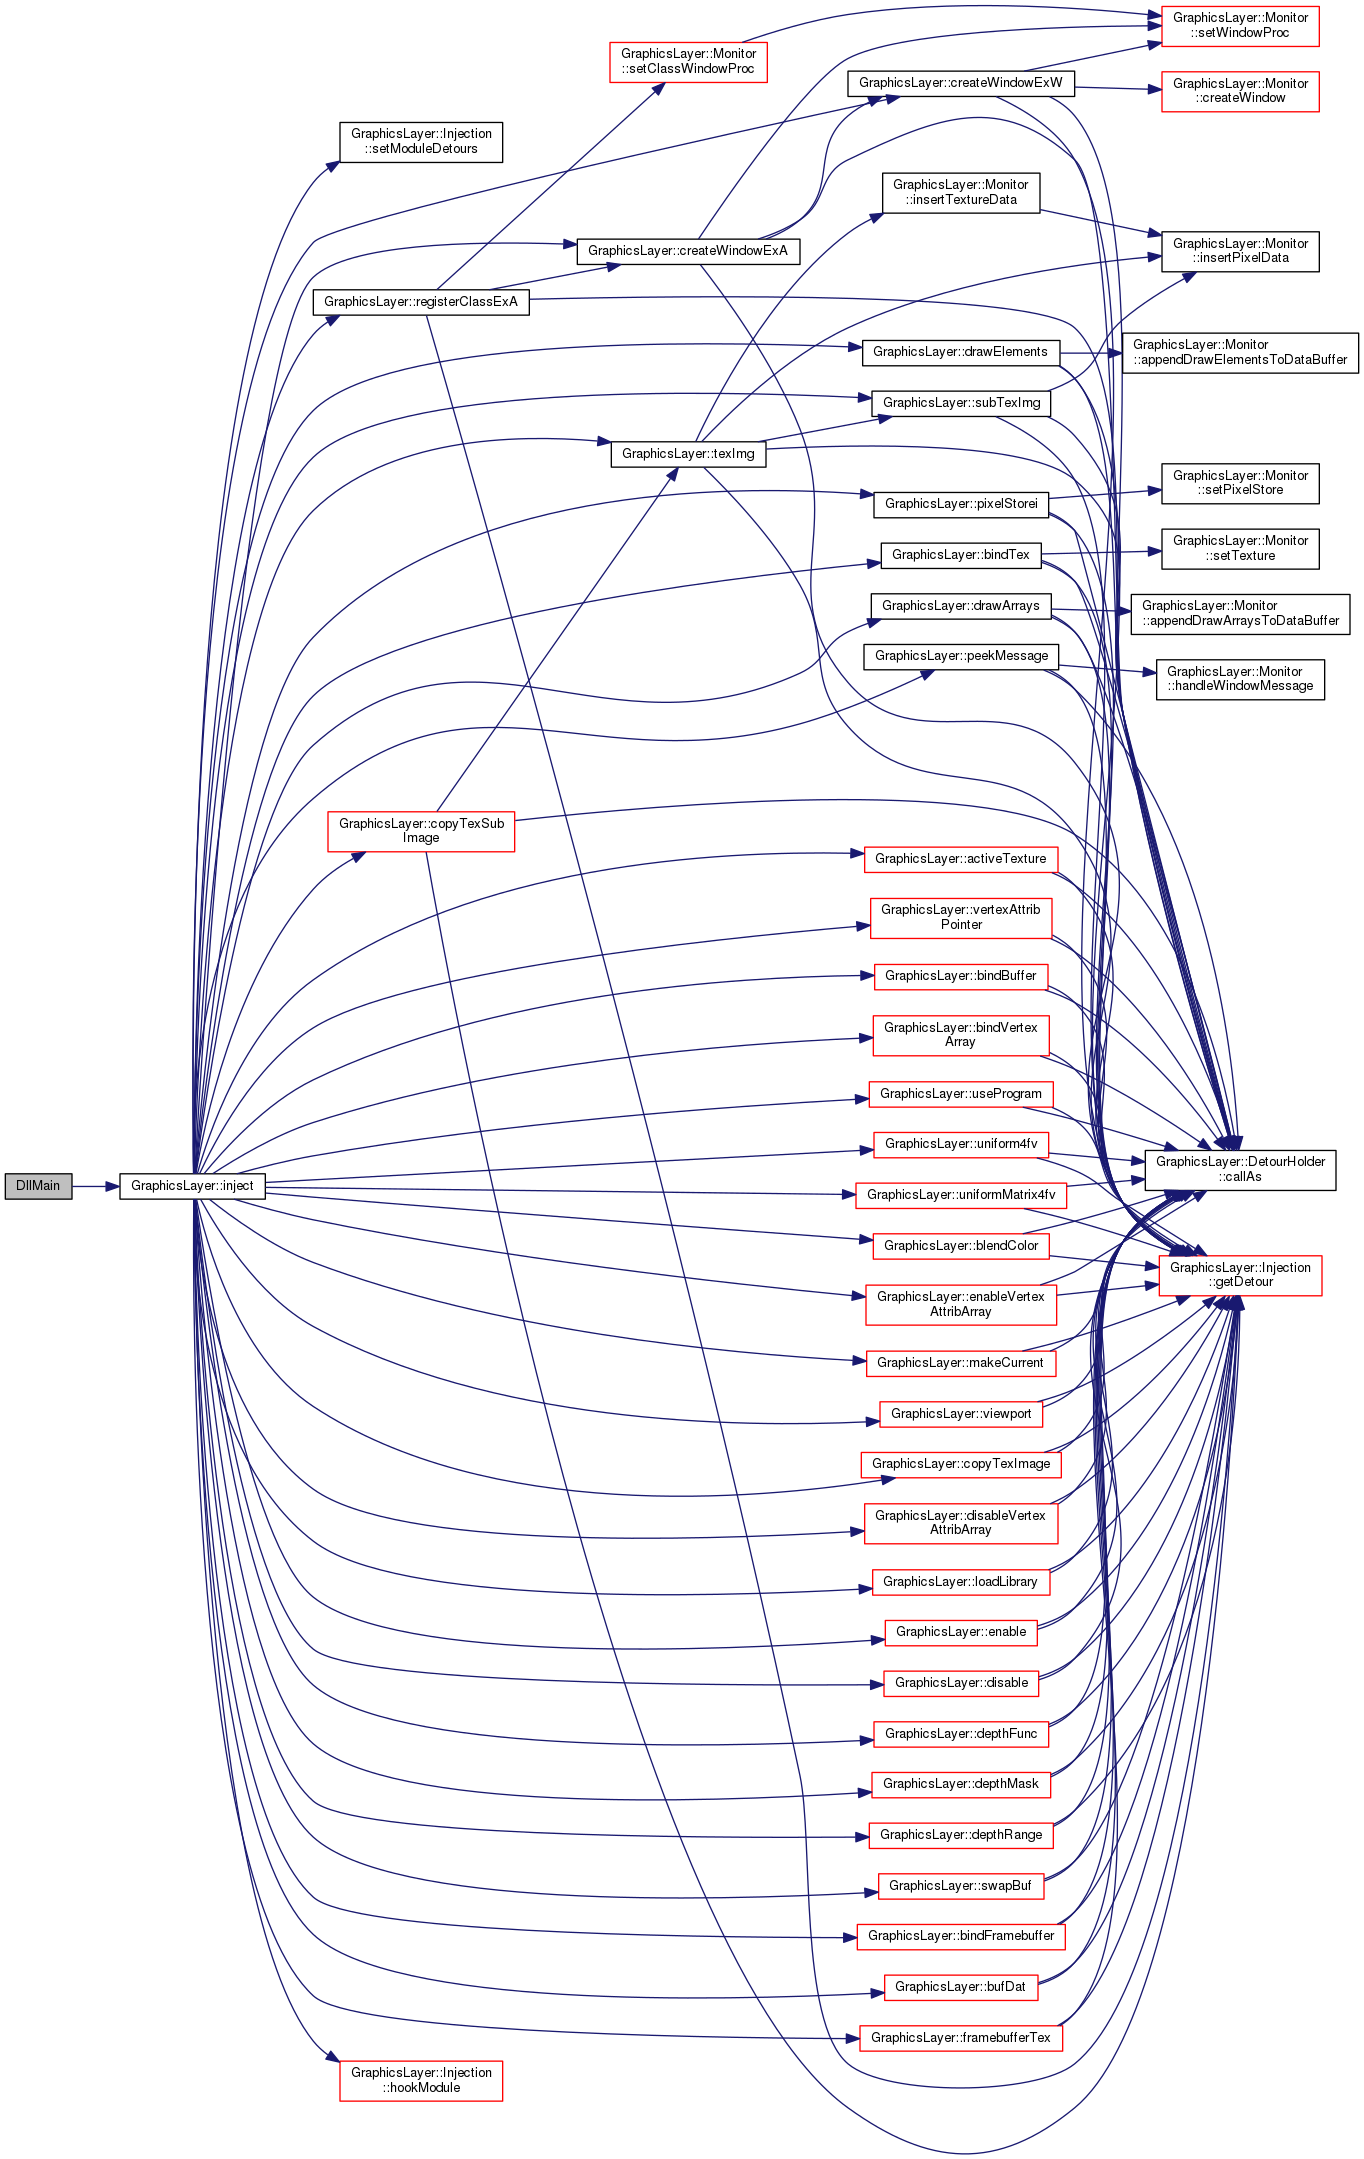 DllMain
GraphicsLayer::inject
GraphicsLayer::Injection
::setModuleDetours
GraphicsLayer::registerClassExA
GraphicsLayer::copyTexSub
Image
GraphicsLayer::Injection
::hookModule
GraphicsLayer::Monitor
::setClassWindowProc
GraphicsLayer::createWindowExA
GraphicsLayer::texImg
GraphicsLayer::createWindowExW
GraphicsLayer::Monitor
::insertTextureData
GraphicsLayer::drawElements
GraphicsLayer::subTexImg
GraphicsLayer::pixelStorei
GraphicsLayer::bindTex
GraphicsLayer::drawArrays
GraphicsLayer::peekMessage
GraphicsLayer::activeTexture
GraphicsLayer::vertexAttrib
Pointer
GraphicsLayer::bindBuffer
GraphicsLayer::bindVertex
Array
GraphicsLayer::useProgram
GraphicsLayer::uniform4fv
GraphicsLayer::uniformMatrix4fv
GraphicsLayer::blendColor
GraphicsLayer::enableVertex
AttribArray
GraphicsLayer::makeCurrent
GraphicsLayer::viewport
GraphicsLayer::copyTexImage
GraphicsLayer::disableVertex
AttribArray
GraphicsLayer::loadLibrary
GraphicsLayer::enable
GraphicsLayer::disable
GraphicsLayer::depthFunc
GraphicsLayer::depthMask
GraphicsLayer::depthRange
GraphicsLayer::swapBuf
GraphicsLayer::bindFramebuffer
GraphicsLayer::bufDat
GraphicsLayer::framebufferTex
GraphicsLayer::Monitor
::setWindowProc
GraphicsLayer::Monitor
::createWindow
GraphicsLayer::Monitor
::insertPixelData
GraphicsLayer::Monitor
::appendDrawElementsToDataBuffer
GraphicsLayer::Monitor
::setPixelStore
GraphicsLayer::Monitor
::setTexture
GraphicsLayer::Monitor
::appendDrawArraysToDataBuffer
GraphicsLayer::Monitor
::handleWindowMessage
GraphicsLayer::DetourHolder
::callAs
GraphicsLayer::Injection
::getDetour